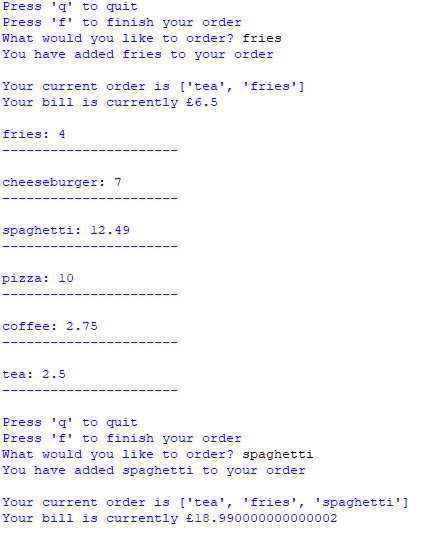 Press 'q' to quit
Press 'f' to finish your order
What would you like to order? fries
You have added fries to your order
Your current order is ['tea', 'fries']
Your bill is currently £6.5
fries: 4
----------------------
cheeseburger: 7
----------------------
spaghetti: 12.49
----------------------
pizza: 10
----------------------
coffee: 2.75
----------------------
tea: 2.5
----------------------
Press 'q' to quit
Press 'f' to finish your order
What would you like to order? spaghetti
You have added spaghetti to your order
Your current order is ['tea', 'fries', 'spaghetti']
Your bill is currently £18.990000000000002